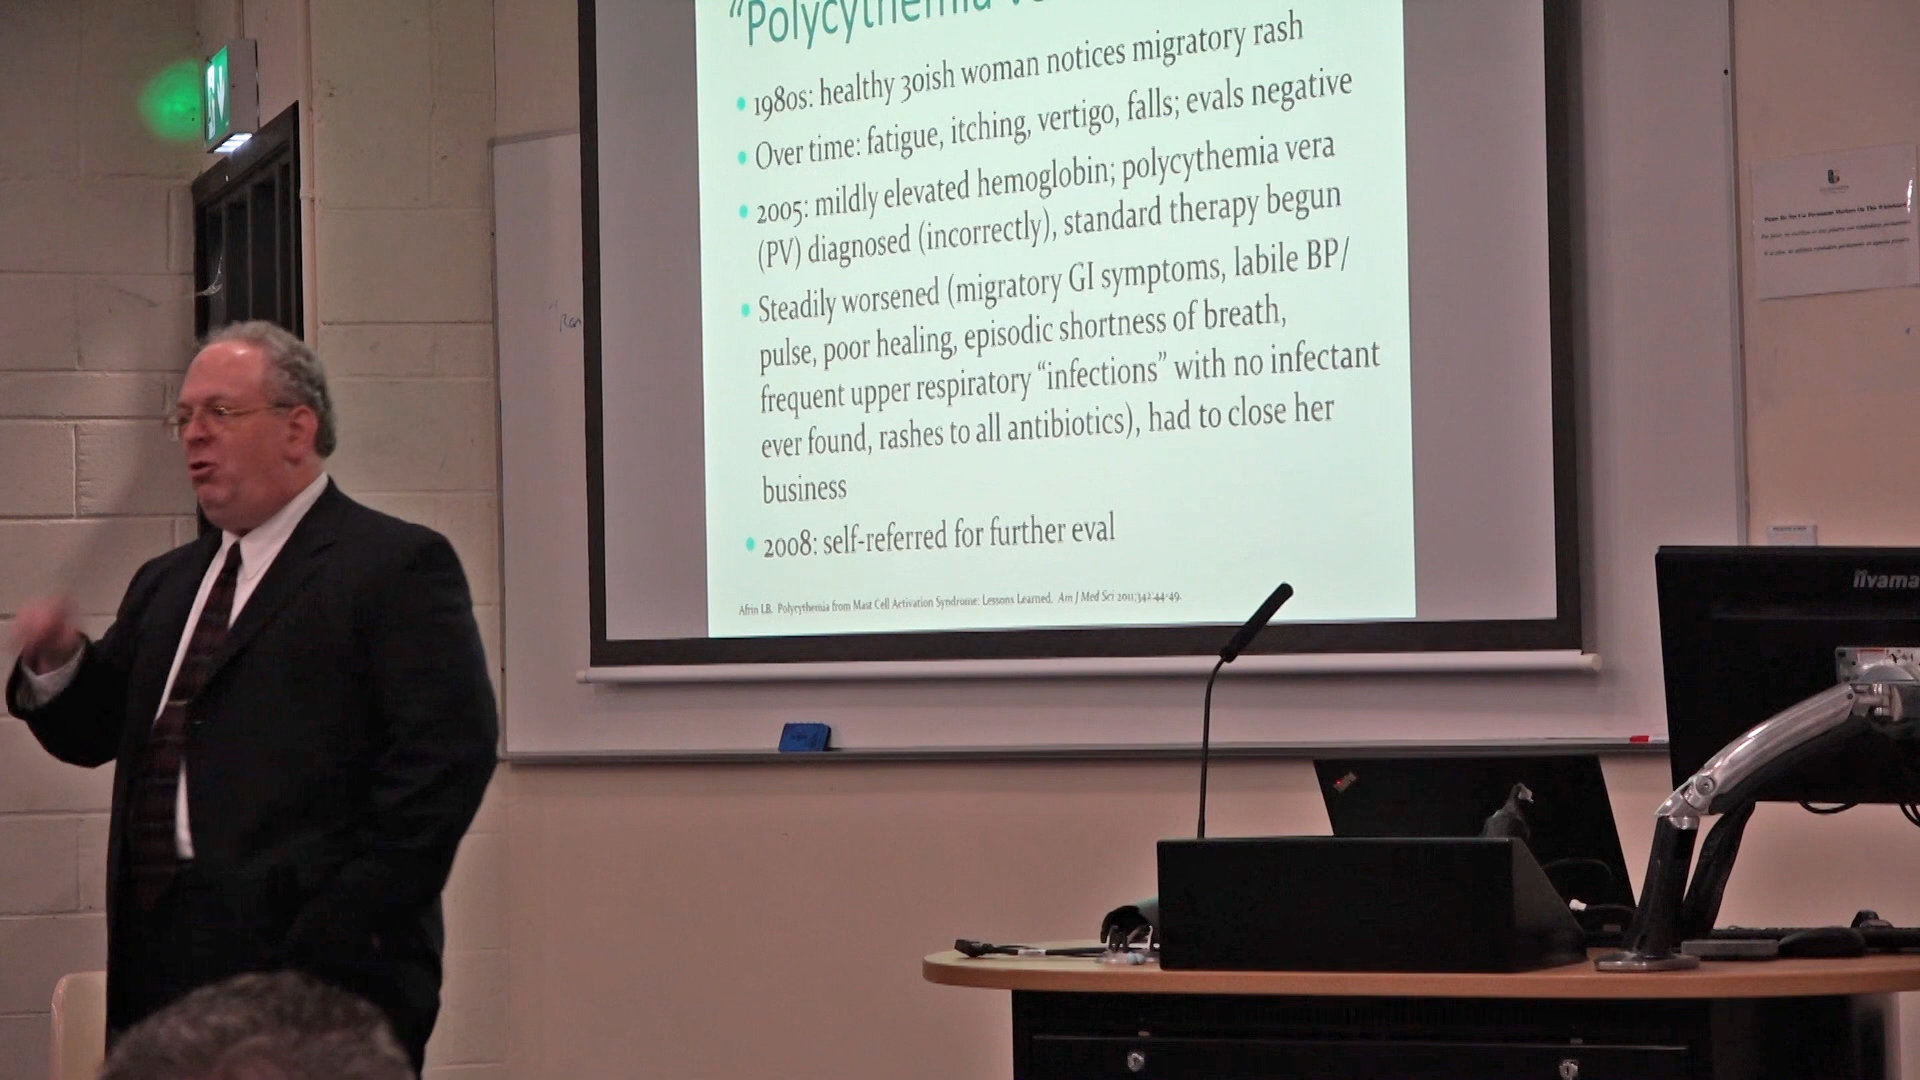 "Polycythemia
• 1980s: healthy 30ish woman notices migratory rash
• Over time: fatigue, itching, vertigo, falls; evals negative
• 2005: mildly elevated hemoglobin; polycythemia vera
(PV) diagnosed (incorrectly), standard therapy begun
• Steadily worsened (migratory GI symptoms, labile BP/
pulse, poor healing, episodic shortness of breath,
frequent upper respiratory “infections” with no infectant
ever found, rashes to all antibiotics), had to close her
business
• 2008: self-referred for further eval
Afrin LB. Polycythemia from Mast Cell Activation Syndrome: Lessons Learned. Am J Med Sci 2011;342:44-49.
iiyama